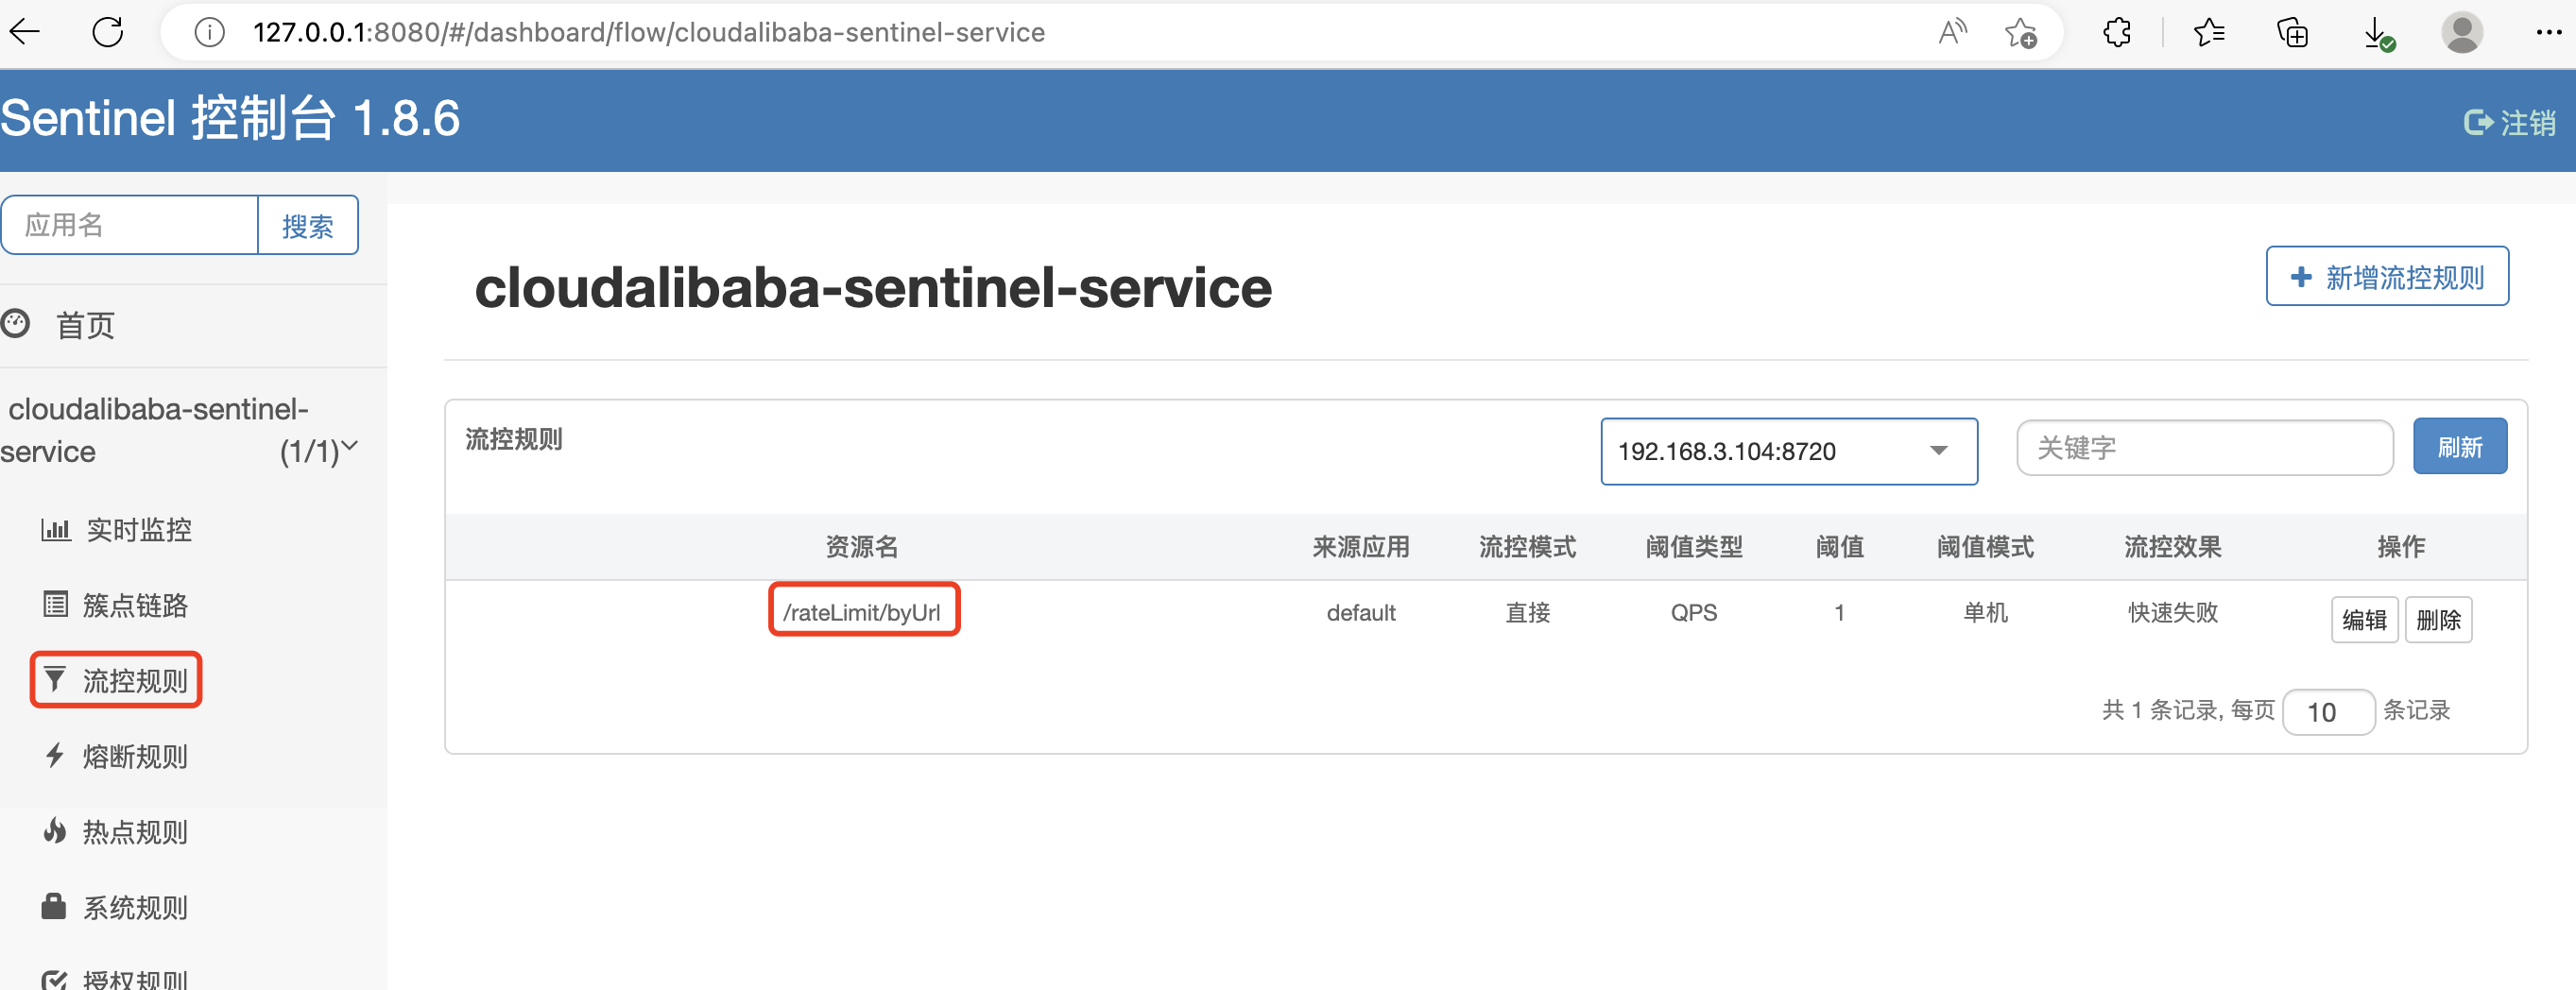 127.0.0.1:8080/#/dashboard/flow/cloudalibaba-sentinel-service
Sentinel 控制台 1.8.6
注销
应用名
搜索
首页
cloudalibaba-sentinel-
service (1/1)
实时监控
簇点链路
流控规则
熔断规则
热点规则
系统规则
授权规则
cloudalibaba-sentinel-service
新增流控规则
流控规则
192.168.3.104:8720
关键字
刷新
资源名 来源应用 流控模式 阈值类型 阈值 阈值模式 流控效果 操作
/rateLimit/byUrl default 直接 QPS 1 单机 快速失败 编辑 删除
共 1 条记录, 每页 10 条记录